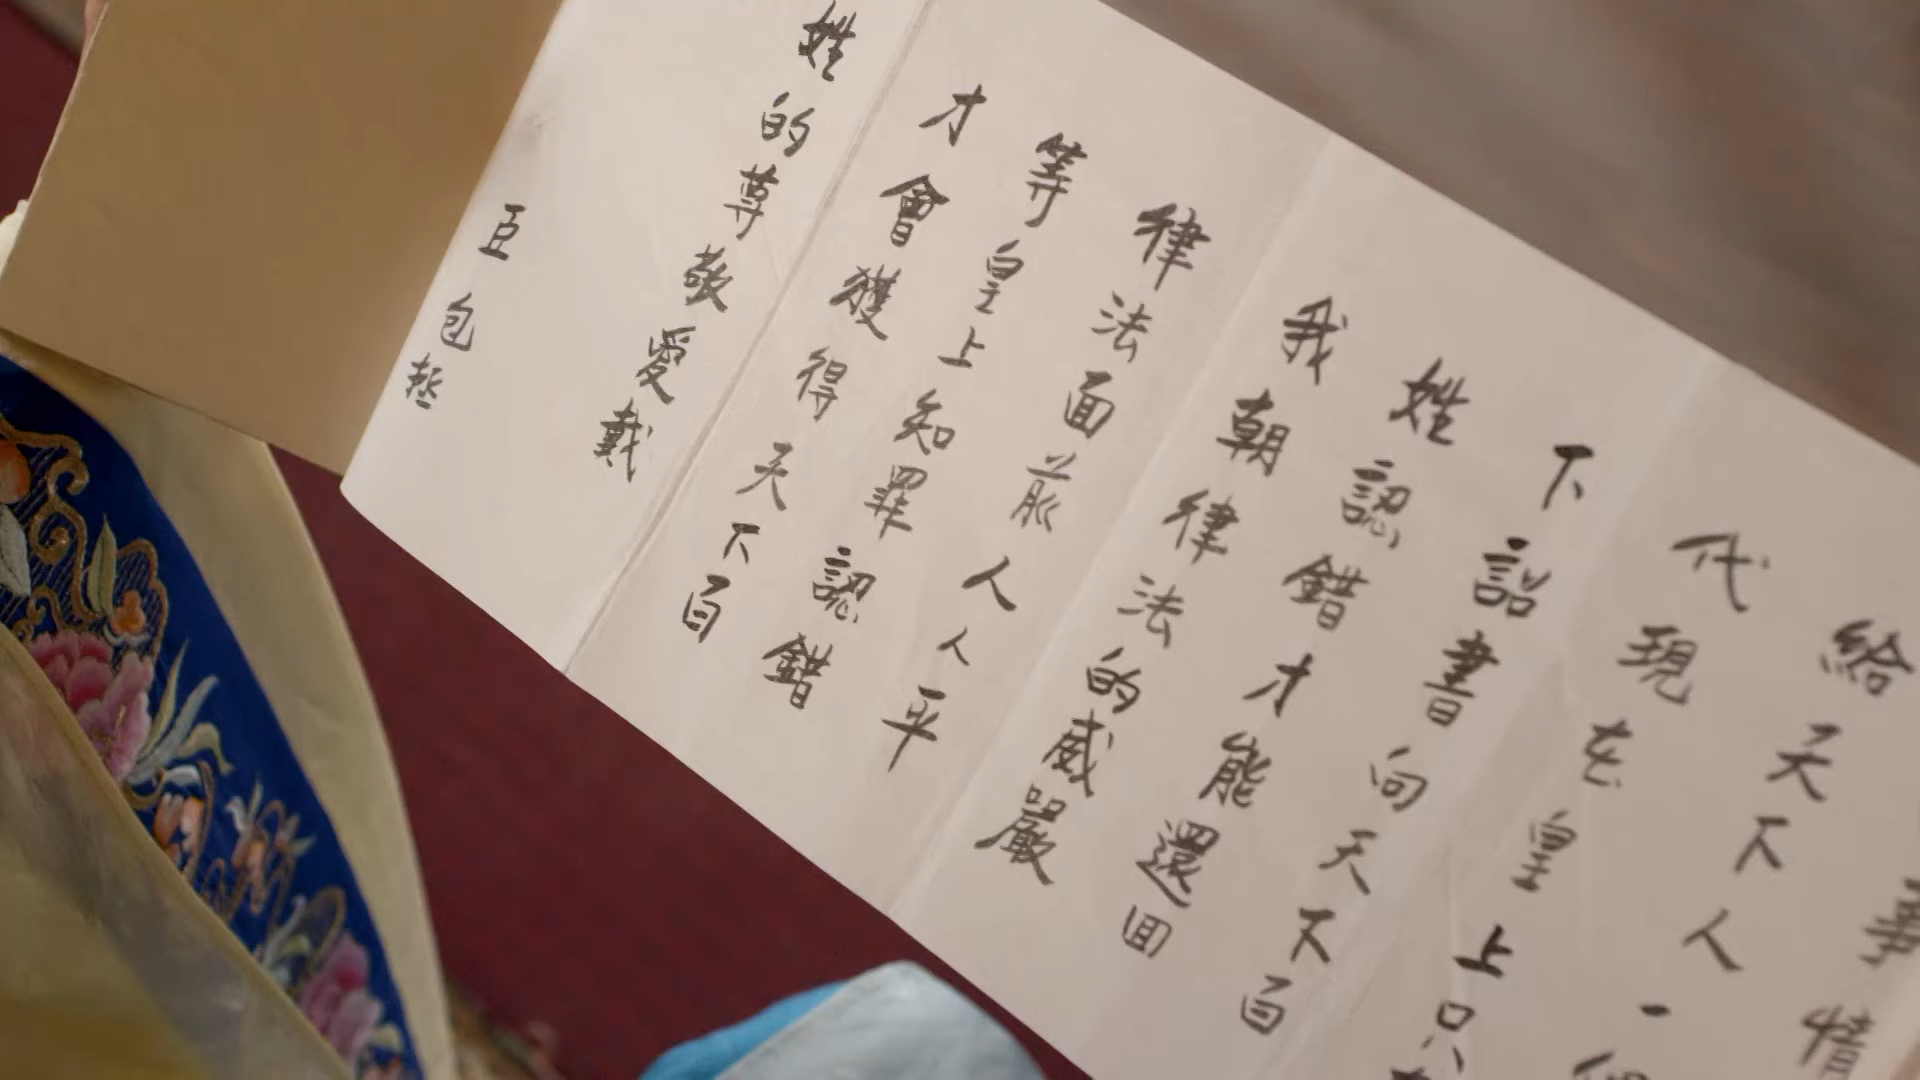 事情
給天下人一
代現在皇上只
下詔書向天下百
姓認錯才能還回
我朝律法的威嚴
律法面前人人平
等皇上知罪認錯
才會獲得天下百
姓的尊敬愛戴
臣包拯